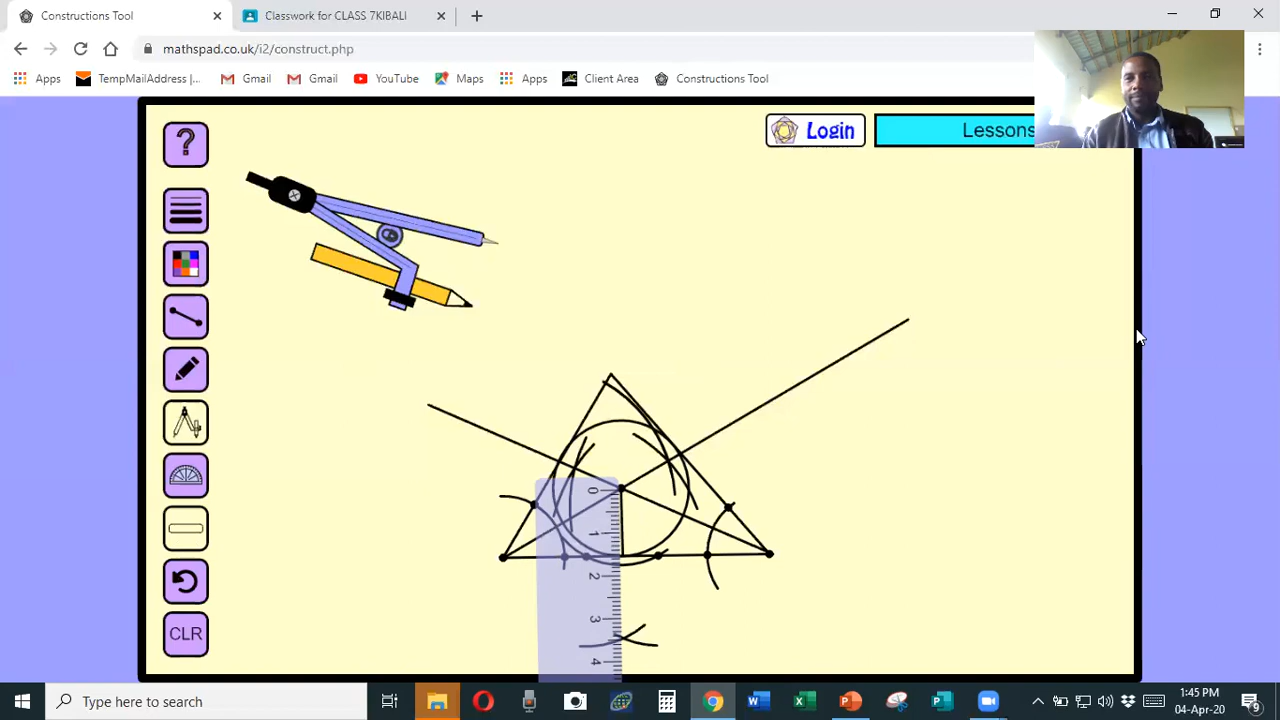 Constructions Tool
Classwork for CLASS 7KIBALI
mathspad.co.uk/i2/construct.php
Apps
TempMailAddress |...
Gmail
Gmail
YouTube
Maps
Apps
Client Area
Constructions Tool
?
Login
Lessons
0
1
2
3
4
CLR
Type here to search
1:45 PM
04-Apr-20
9